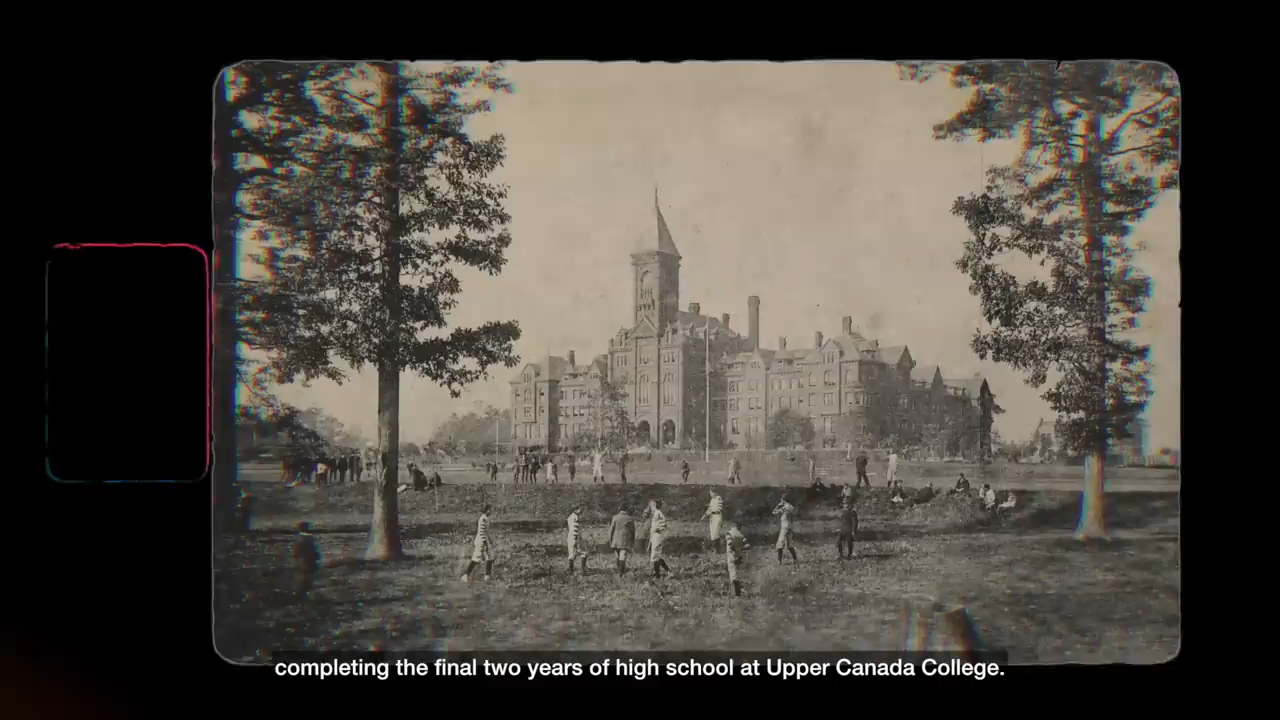 completing the final two years of high school at Upper Canada College.